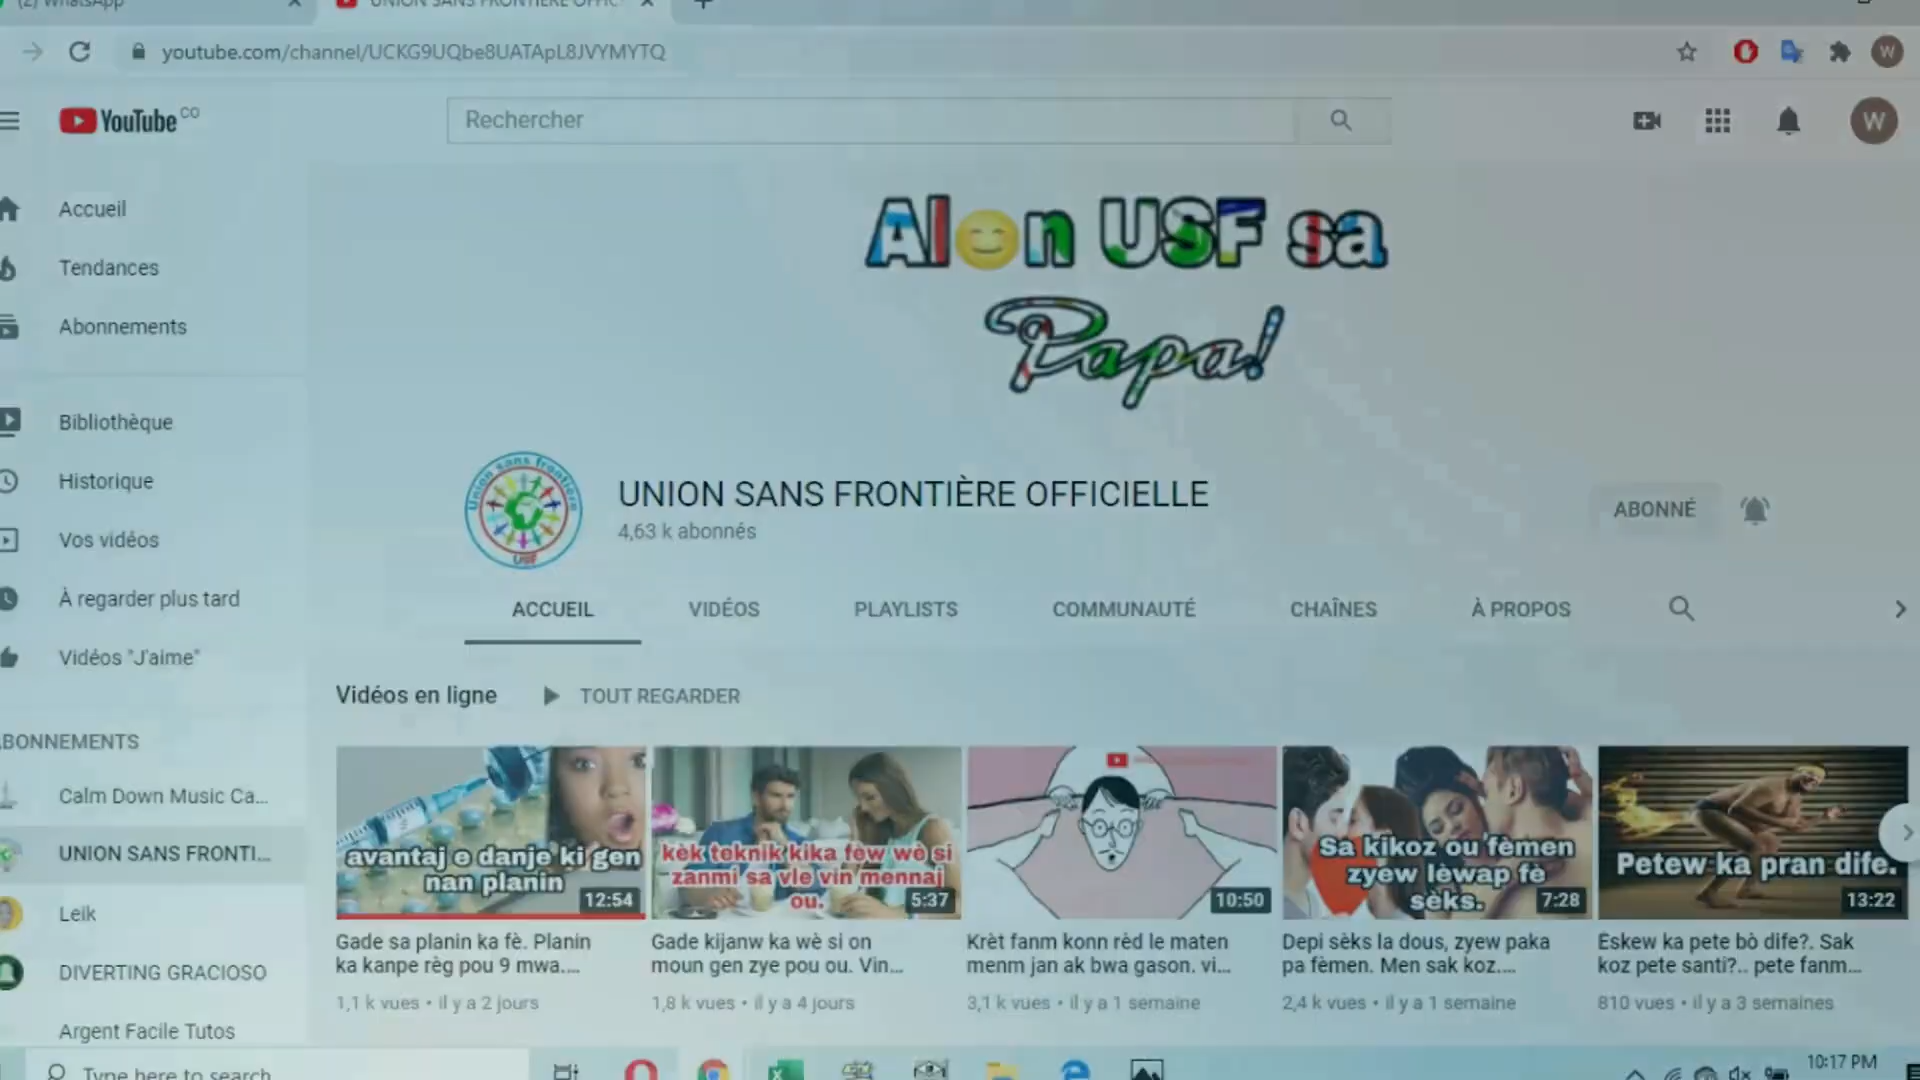 (2) WhatsApp
UNION SANS FRONTIÈRE OFFIC
youtube.com/channel/UCKG9UQbe8UATApL8JVYMYTQ
W
YouTube CO
Rechercher
W
Accueil
Tendances
Abonnements
Bibliothèque
Historique
Vos vidéos
À regarder plus tard
Vidéos "J'aime"
BONNEMENTS
Calm Down Music Ca...
UNION SANS FRONTI...
Leik
DIVERTING GRACIOSO
Argent Facile Tutos
Alon USF sa
Papa!
Union sans frontière
USF
UNION SANS FRONTIÈRE OFFICIELLE
4,63 k abonnés
ABONNÉ
ACCUEIL
VIDÉOS
PLAYLISTS
COMMUNAUTÉ
CHAÎNES
À PROPOS
Vidéos en ligne
TOUT REGARDER
avantaj e danje ki gen
nan planin
12:54
Gade sa planin ka fè. Planin
ka kanpe règ pou 9 mwa....
1,1 k vues • il y a 2 jours
kèk teknik kika fèw wè si
zanmi sa vle vin mennaj
ou.
5:37
Gade kijanw ka wè si on
moun gen zye pou ou. Vin...
1,8 k vues • il y a 4 jours
10:50
Krèt fanm konn rèd le maten
menm jan ak bwa gason. vi...
3,1 k vues • il y a 1 semaine
Sa kikoz ou fèmen
zyew lèwap fè
sèks.
7:28
Depi sèks la dous, zyew paka
pa fèmen. Men sak koz....
2,4 k vues • il y a 1 semaine
Petew ka pran dife.
13:22
Eskew ka pete bò dife?. Sak
koz pete santi?.. pete fanm...
810 vues • il y a 3 semaines
Type here to search
10:17 PM